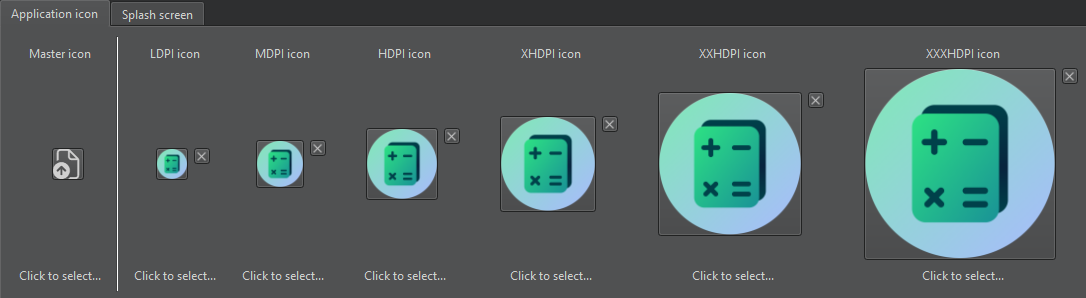 Application icon
Splash screen
Master icon
LDPI icon
MDPI icon
HDPI icon
XHDPI icon
XXHDPI icon
XXXHDPI icon
Click to select...
Click to select...
Click to select...
Click to select...
Click to select...
Click to select...
Click to select...